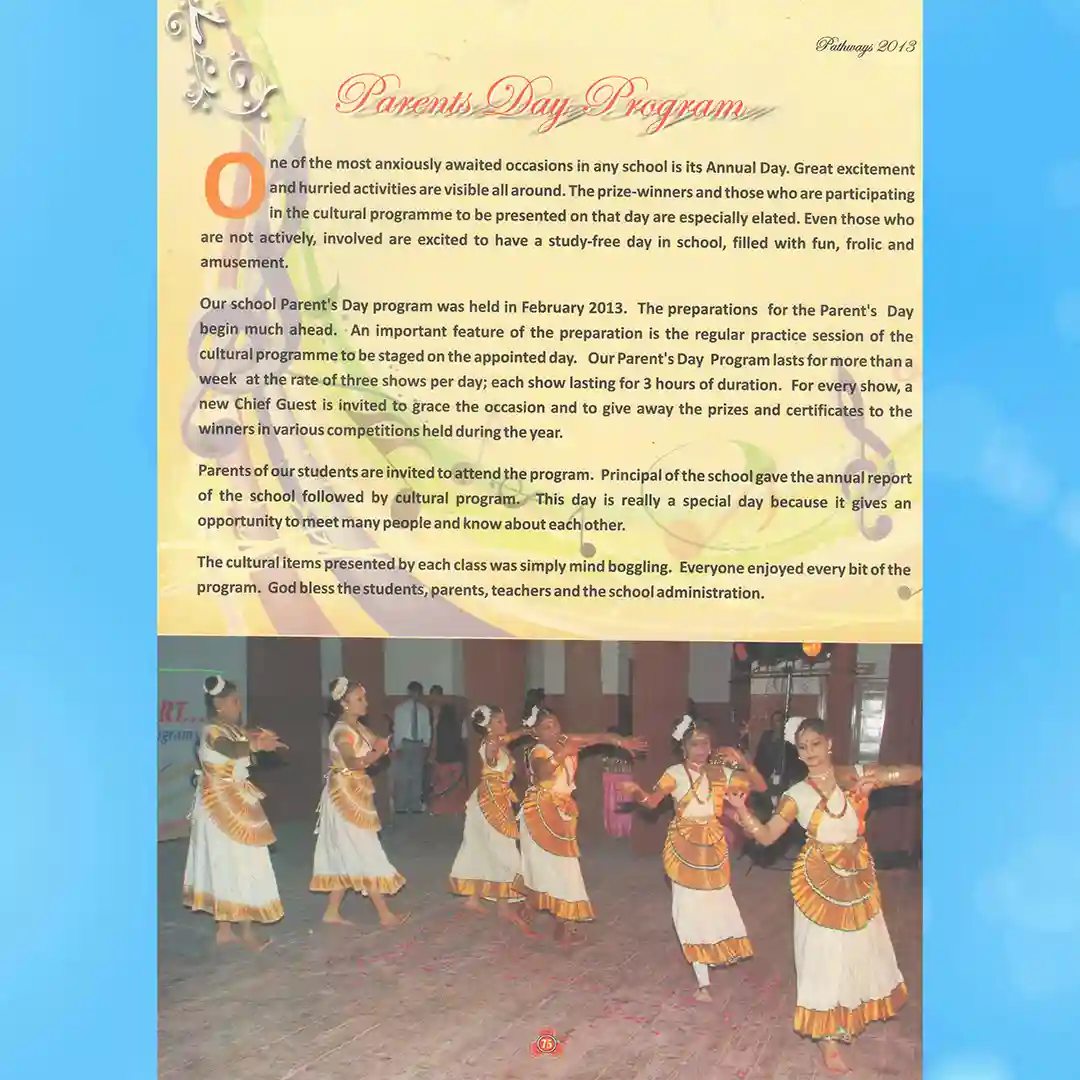 Pathways 2013
Parents Day Program
One of the most anxiously awaited occasions in any school is its Annual Day. Great excitement
and hurried activities are visible all around. The prize-winners and those who are participating
in the cultural programme to be presented on that day are especially elated. Even those who
are not actively, involved are excited to have a study-free day in school, filled with fun, frolic and
amusement.
Our school Parent's Day program was held in February 2013. The preparations for the Parent's Day
begin much ahead. An important feature of the preparation is the regular practice session of the
cultural programme to be staged on the appointed day. Our Parent's Day Program lasts for more than a
week at the rate of three shows per day; each show lasting for 3 hours of duration. For every show, a
new Chief Guest is invited to grace the occasion and to give away the prizes and certificates to the
winners in various competitions held during the year.
Parents of our students are invited to attend the program. Principal of the school gave the annual report
of the school followed by cultural program. This day is really a special day because it gives an
opportunity to meet many people and know about each other.
The cultural items presented by each class was simply mind boggling. Everyone enjoyed every bit of the
program. God bless the students, parents, teachers and the school administration.
RT...
gram
75